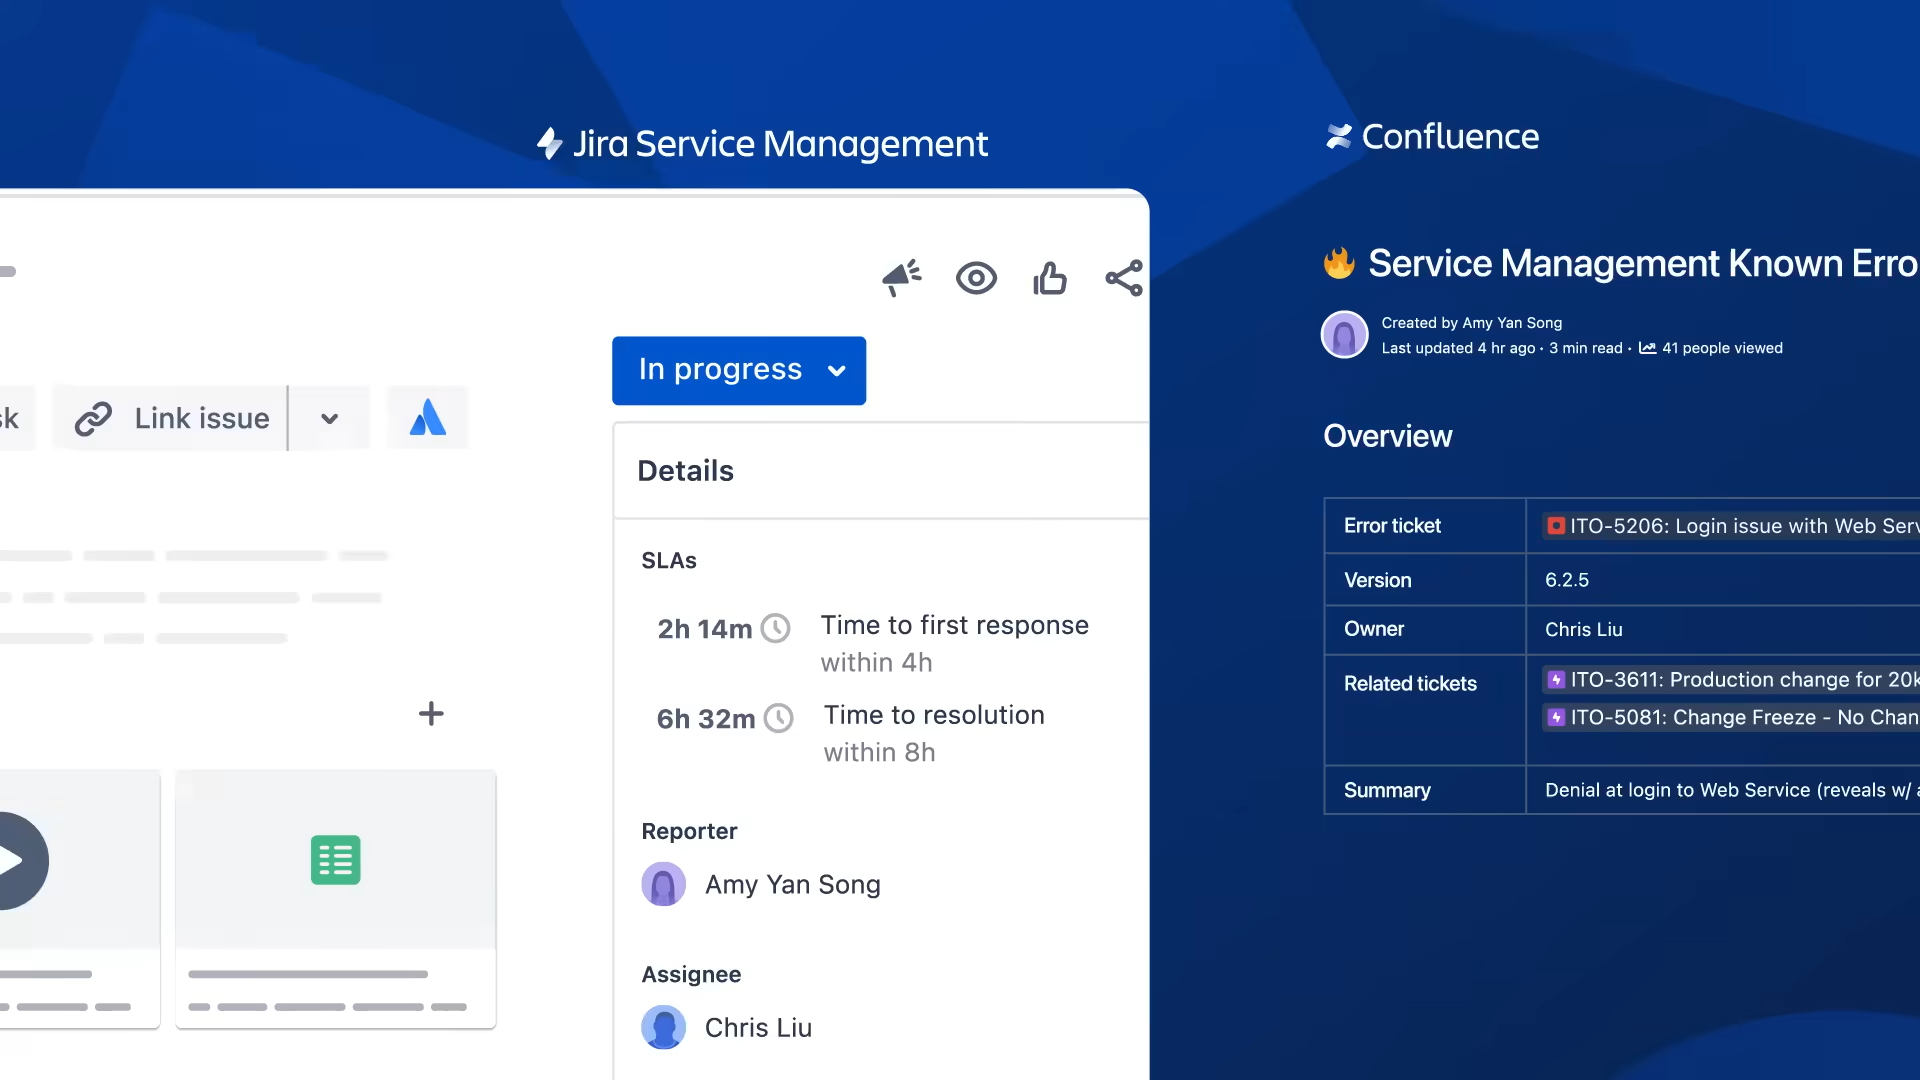 Jira Service Management
In progress
Link issue
Details
SLAs
2h 14m Time to first response
within 4h
6h 32m Time to resolution
within 8h
Reporter
Amy Yan Song
Assignee
Chris Liu
Confluence
Service Management Known Erro
Created by Amy Yan Song
Last updated 4 hr ago · 3 min read · 41 people viewed
Overview
Error ticket ITO-5206: Login issue with Web Serv
Version 6.2.5
Owner Chris Liu
Related tickets ITO-3611: Production change for 20k
ITO-5081: Change Freeze - No Chan
Summary Denial at login to Web Service (reveals w/